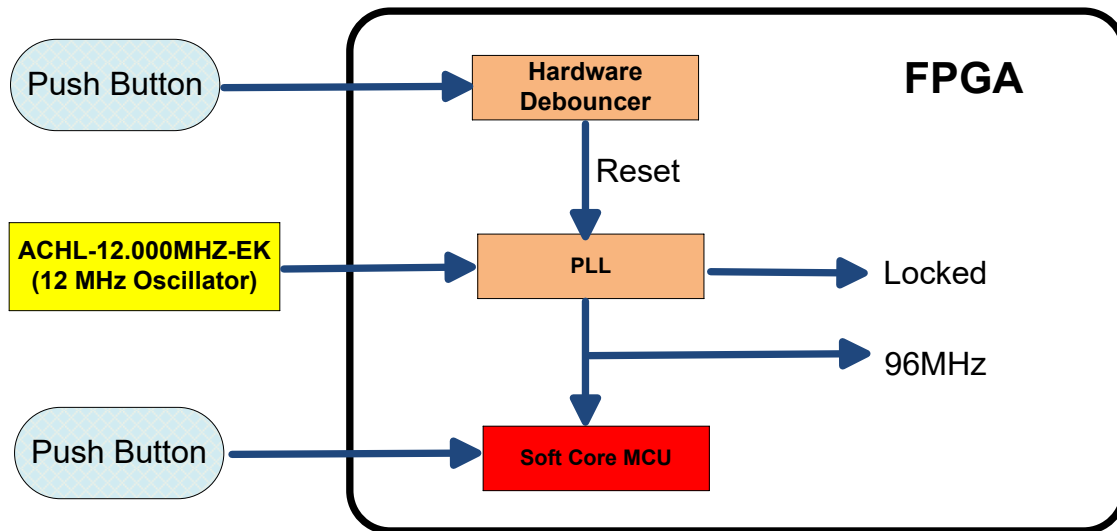 Push Button
Hardware
Debouncer
FPGA
Reset
ACHL-12.000MHZ-EK
(12 MHz Oscillator)
PLL
Locked
96MHz
Push Button
Soft Core MCU